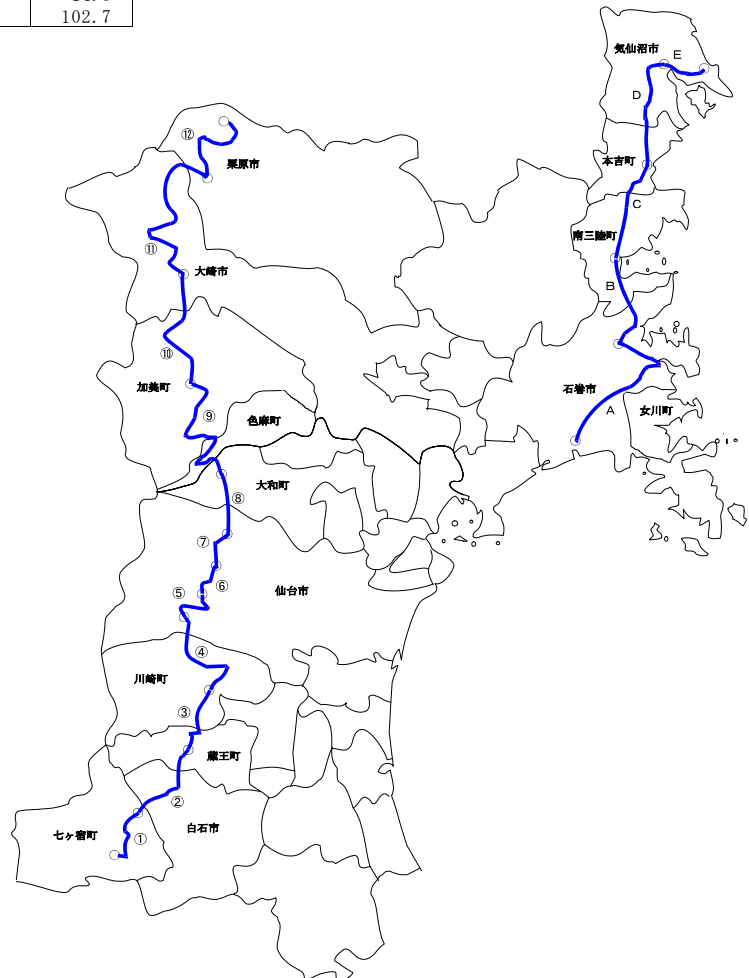 102.7
気仙沼市
E
D
⑫
栗原市
本吉町
C
南三陸町
⑪
大崎市
B
⑩
加美町
石巻市
女川町
A
⑨
色麻町
大和町
⑧
⑦
⑤
⑥
仙台市
④
川崎町
③
蔵王町
②
七ヶ宿町
①
白石市